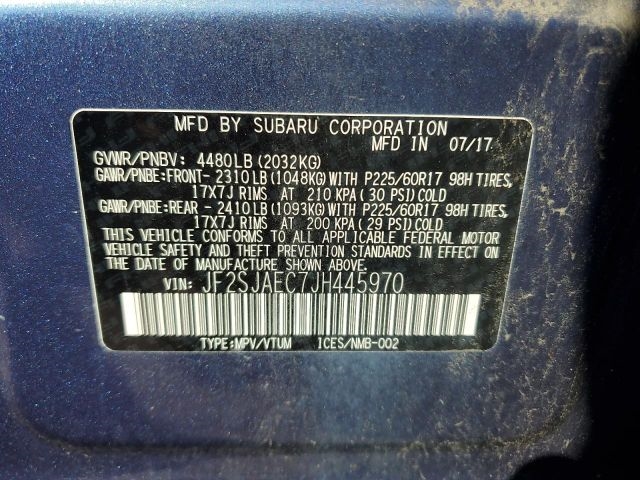 MFD BY SUBARU CORPORATION
MFD IN 07/17
GVWR/PNBV: 4480LB(2032KG)
GAWR/PNBE:FRONT- 2310LB(1048KG)WITH P225/60R17 98H TIRES,
17X7J RIMS AT 210 KPA(30 PSI)COLD
GAWR/PNBE:REAR - 2410LB(1093KG)WITH P225/60R17 98H TIRES,
17X7J RIMS AT 200 KPA(29 PSI)COLD
THIS VEHICLE CONFORMS TO ALL APPLICABLE FEDERAL MOTOR
VEHICLE SAFETY AND THEFT PREVENTION STANDARDS IN EFFECT
ON THE DATE OF MANUFACTURE SHOWN ABOVE.
VIN: JF2SJAEC7JH445970
TYPE:MPV/VTUM ICES/NMB-002